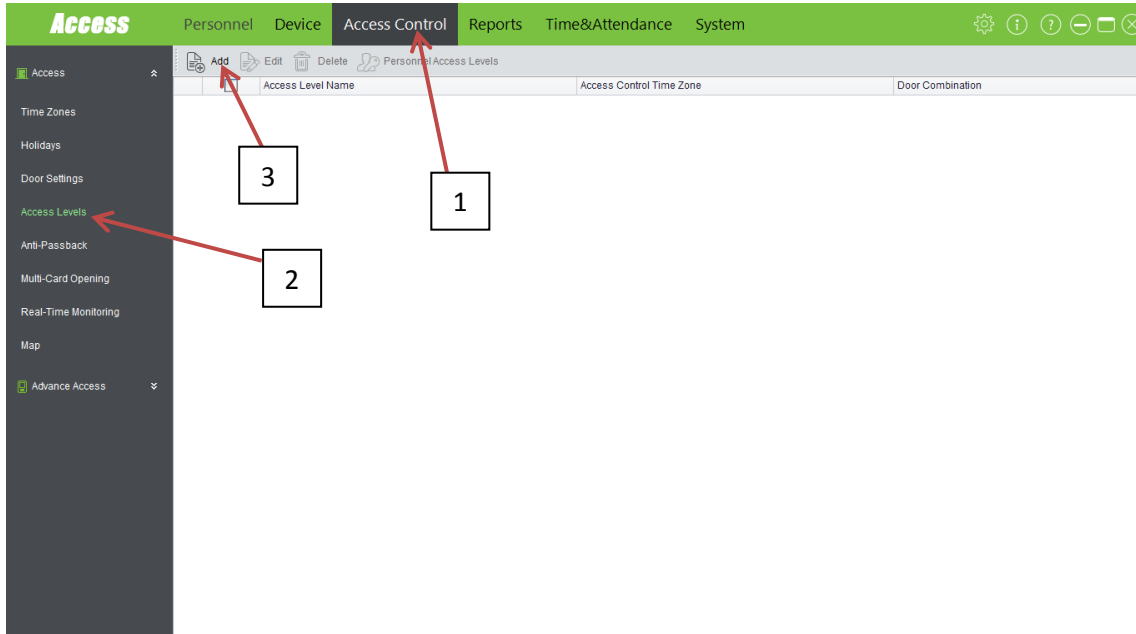 Access Personnel Device Access Control Reports Time&Attendance System
Access
Add Edit Delete Personnel Access Levels
Access Level Name Access Control Time Zone Door Combination
Time Zones
Holidays
Door Settings
Access Levels
Anti-Passback
Multi-Card Opening
Real-Time Monitoring
Map
Advance Access
3
1
2